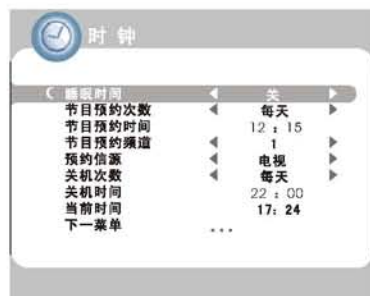 时钟
睡眠时间 关
节目预约次数 每天
节目预约时间 12 : 15
节目预约频道 1
预约信源 电视
关机次数 每天
关机时间 22 : 00
当前时间 17: 24
下一菜单 ...